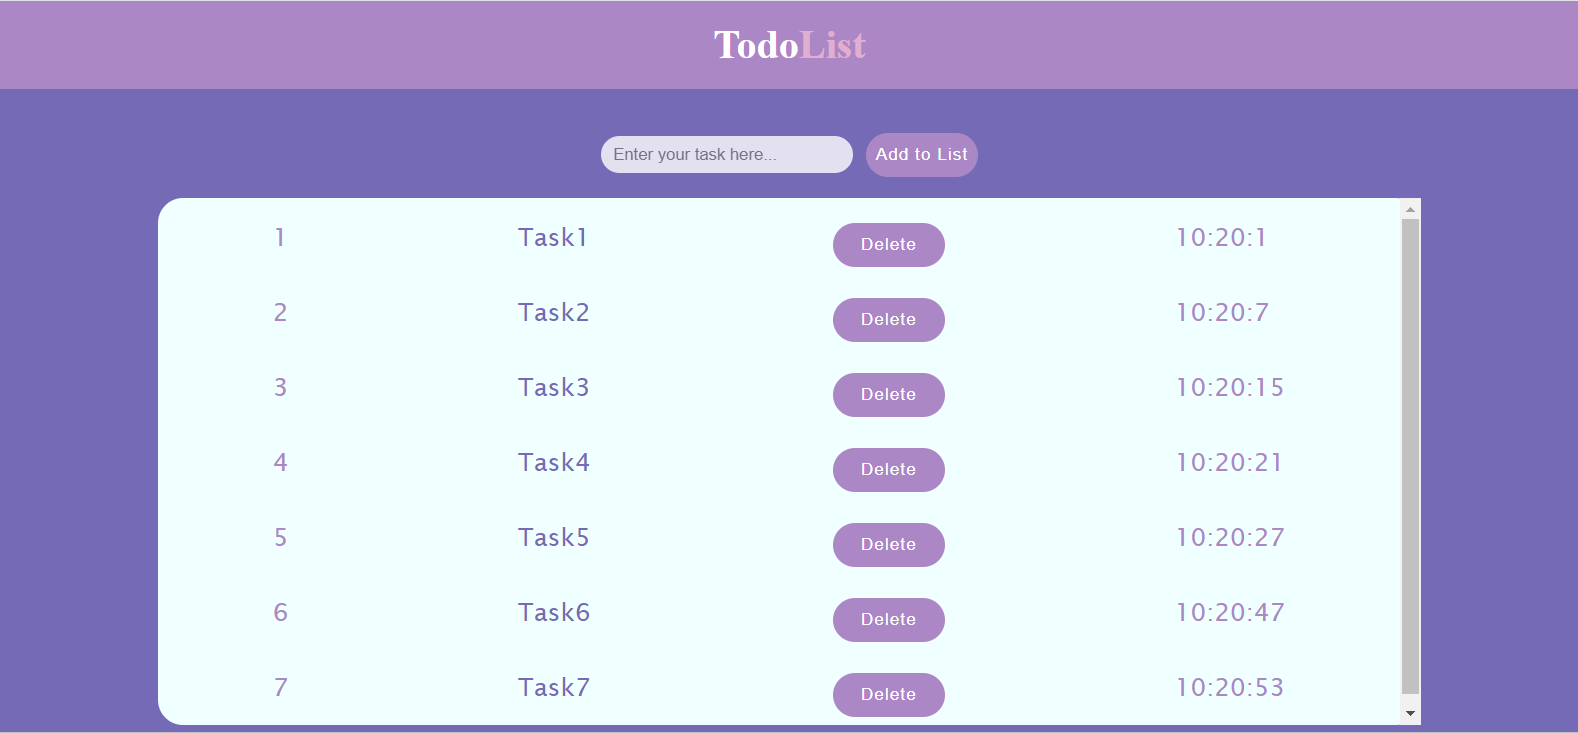 TodoList
Enter your task here... Add to List
1 Task1 Delete 10:20:1
2 Task2 Delete 10:20:7
3 Task3 Delete 10:20:15
4 Task4 Delete 10:20:21
5 Task5 Delete 10:20:27
6 Task6 Delete 10:20:47
7 Task7 Delete 10:20:53